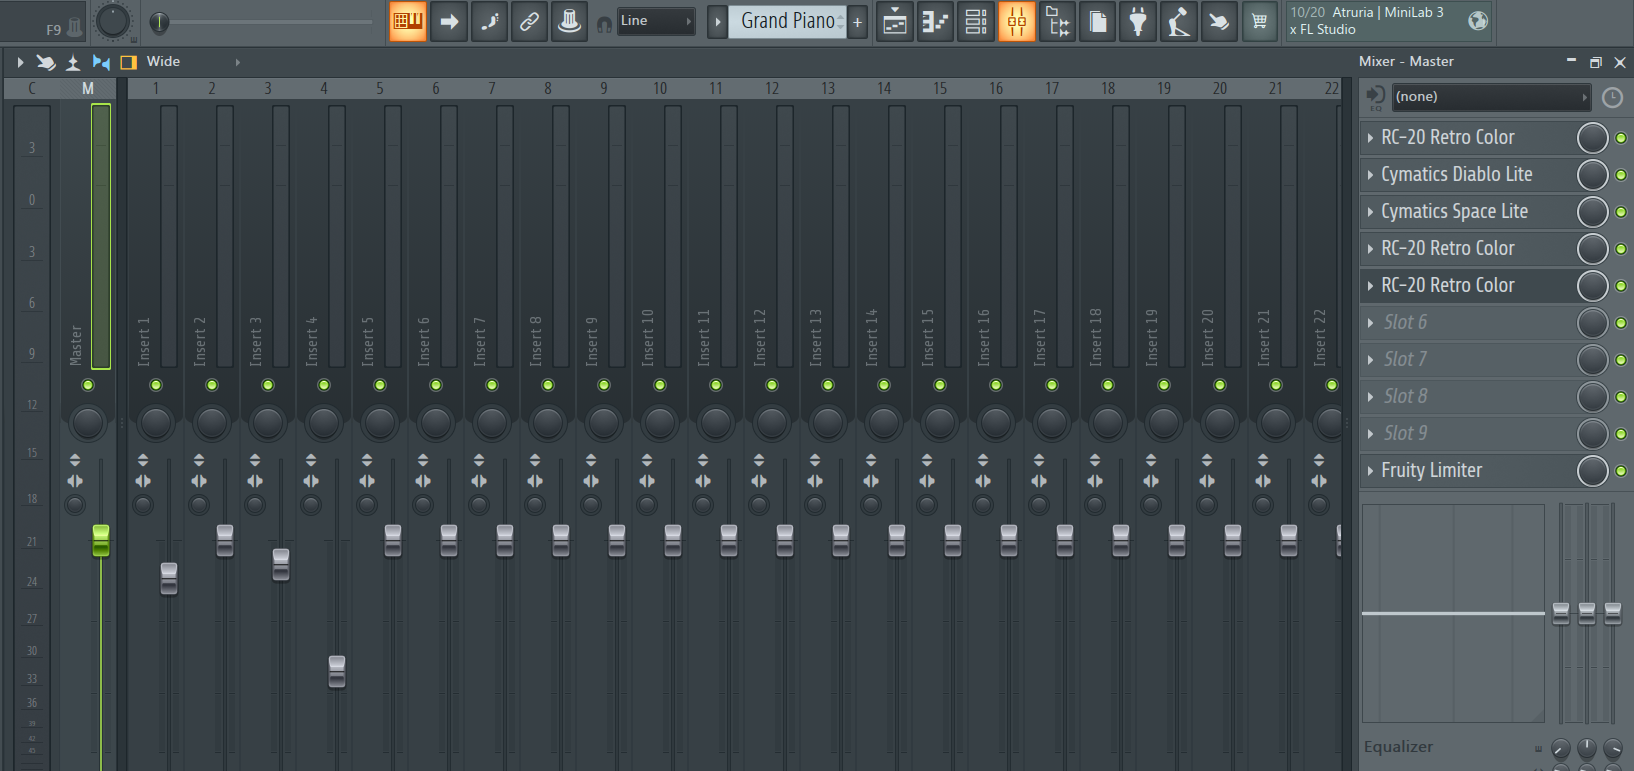 F9
Line
Grand Piano
+
10/20 Atruria | MiniLab 3
x FL Studio
Wide
Mixer - Master
C M 1 2 3 4 5 6 7 8 9 10 11 12 13 14 15 16 17 18 19 20 21 22
EQ
(none)
RC-20 Retro Color
Cymatics Diablo Lite
Cymatics Space Lite
RC-20 Retro Color
RC-20 Retro Color
Slot 6
Slot 7
Slot 8
Slot 9
Fruity Limiter
3
0
3
6
9
12
15
18
21
24
27
30
33
36
Master
Insert 1
Insert 2
Insert 3
Insert 4
Insert 5
Insert 6
Insert 7
Insert 8
Insert 9
Insert 10
Insert 11
Insert 12
Insert 13
Insert 14
Insert 15
Insert 16
Insert 17
Insert 18
Insert 19
Insert 20
Insert 21
Insert 22
Equalizer